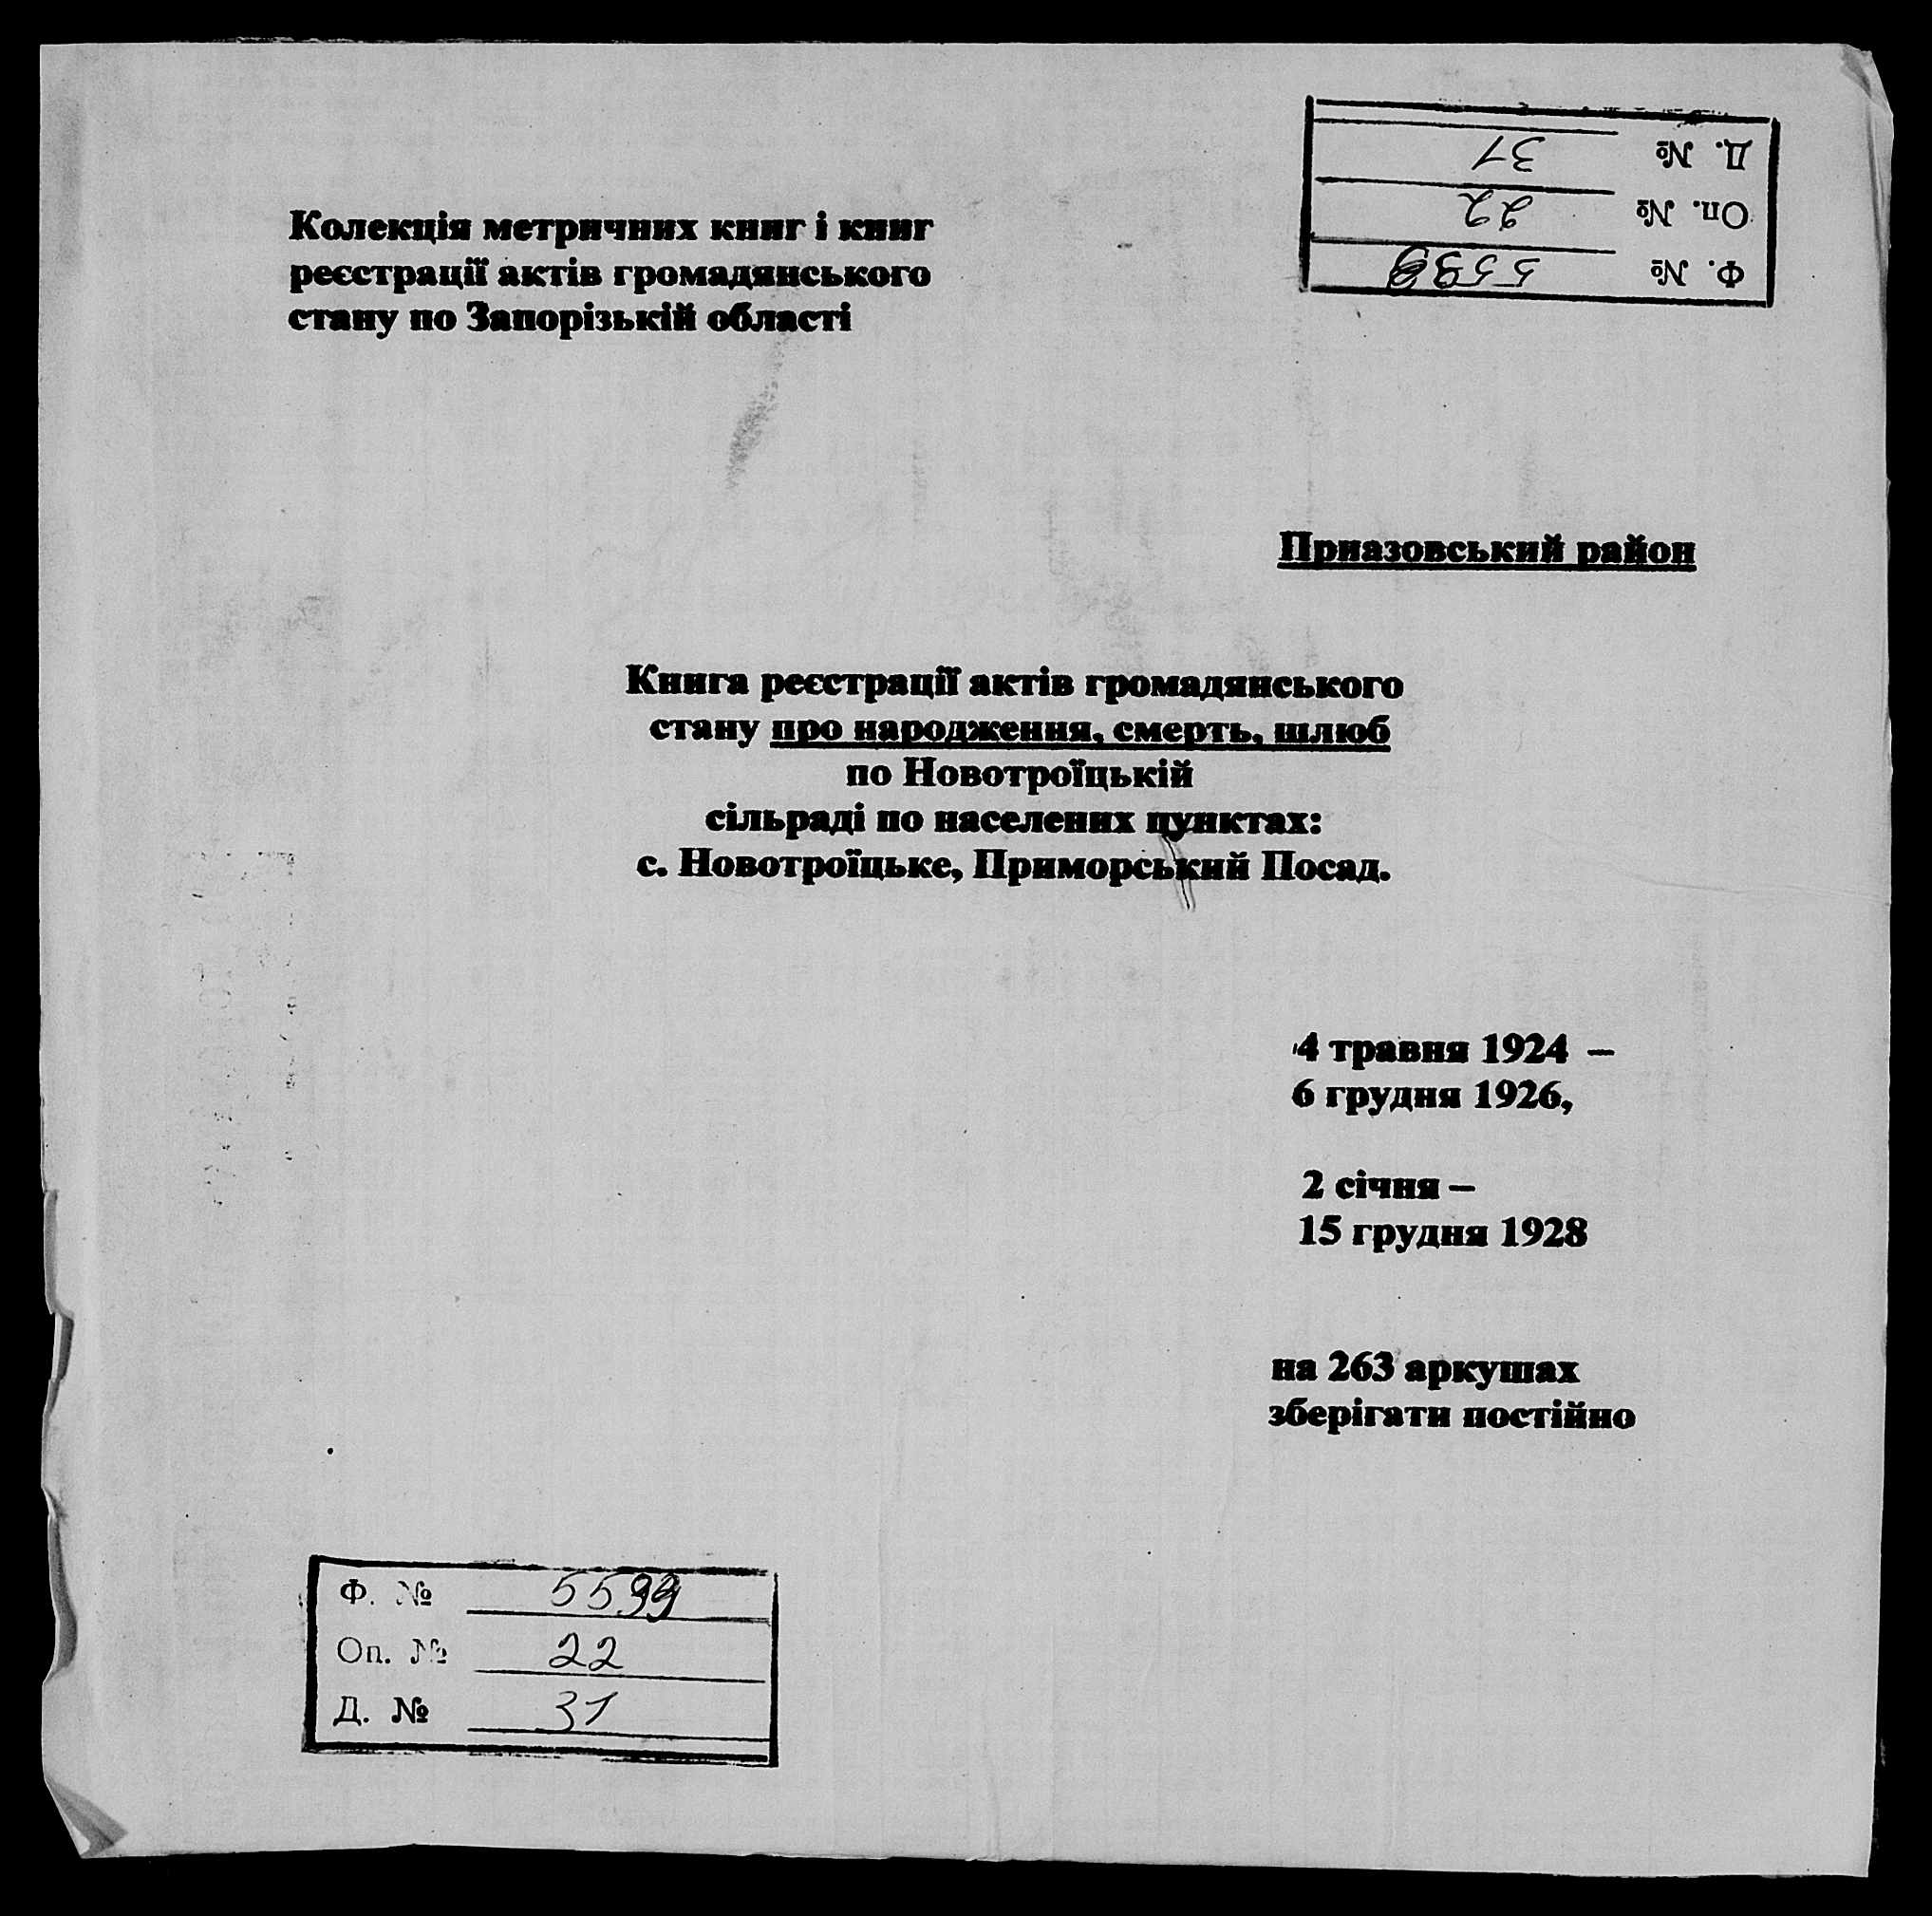 Д. № 31
Оп. № 22
Ф. № 5599
Колекція метричних книг і книг
реєстрації актів громадянського
стану по Запорізькій області
Приазовський район
Книга реєстрації актів громадянського
стану про народження, смерть, шлюб
по Новотроїцькій
сільраді по населених пунктах:
с. Новотроїцьке, Приморський Посад.
4 травня 1924 –
6 грудня 1926,
2 січня –
15 грудня 1928
на 263 аркушах
зберігати постійно
Ф. № 5599
Оп. № 22
Д. № 31